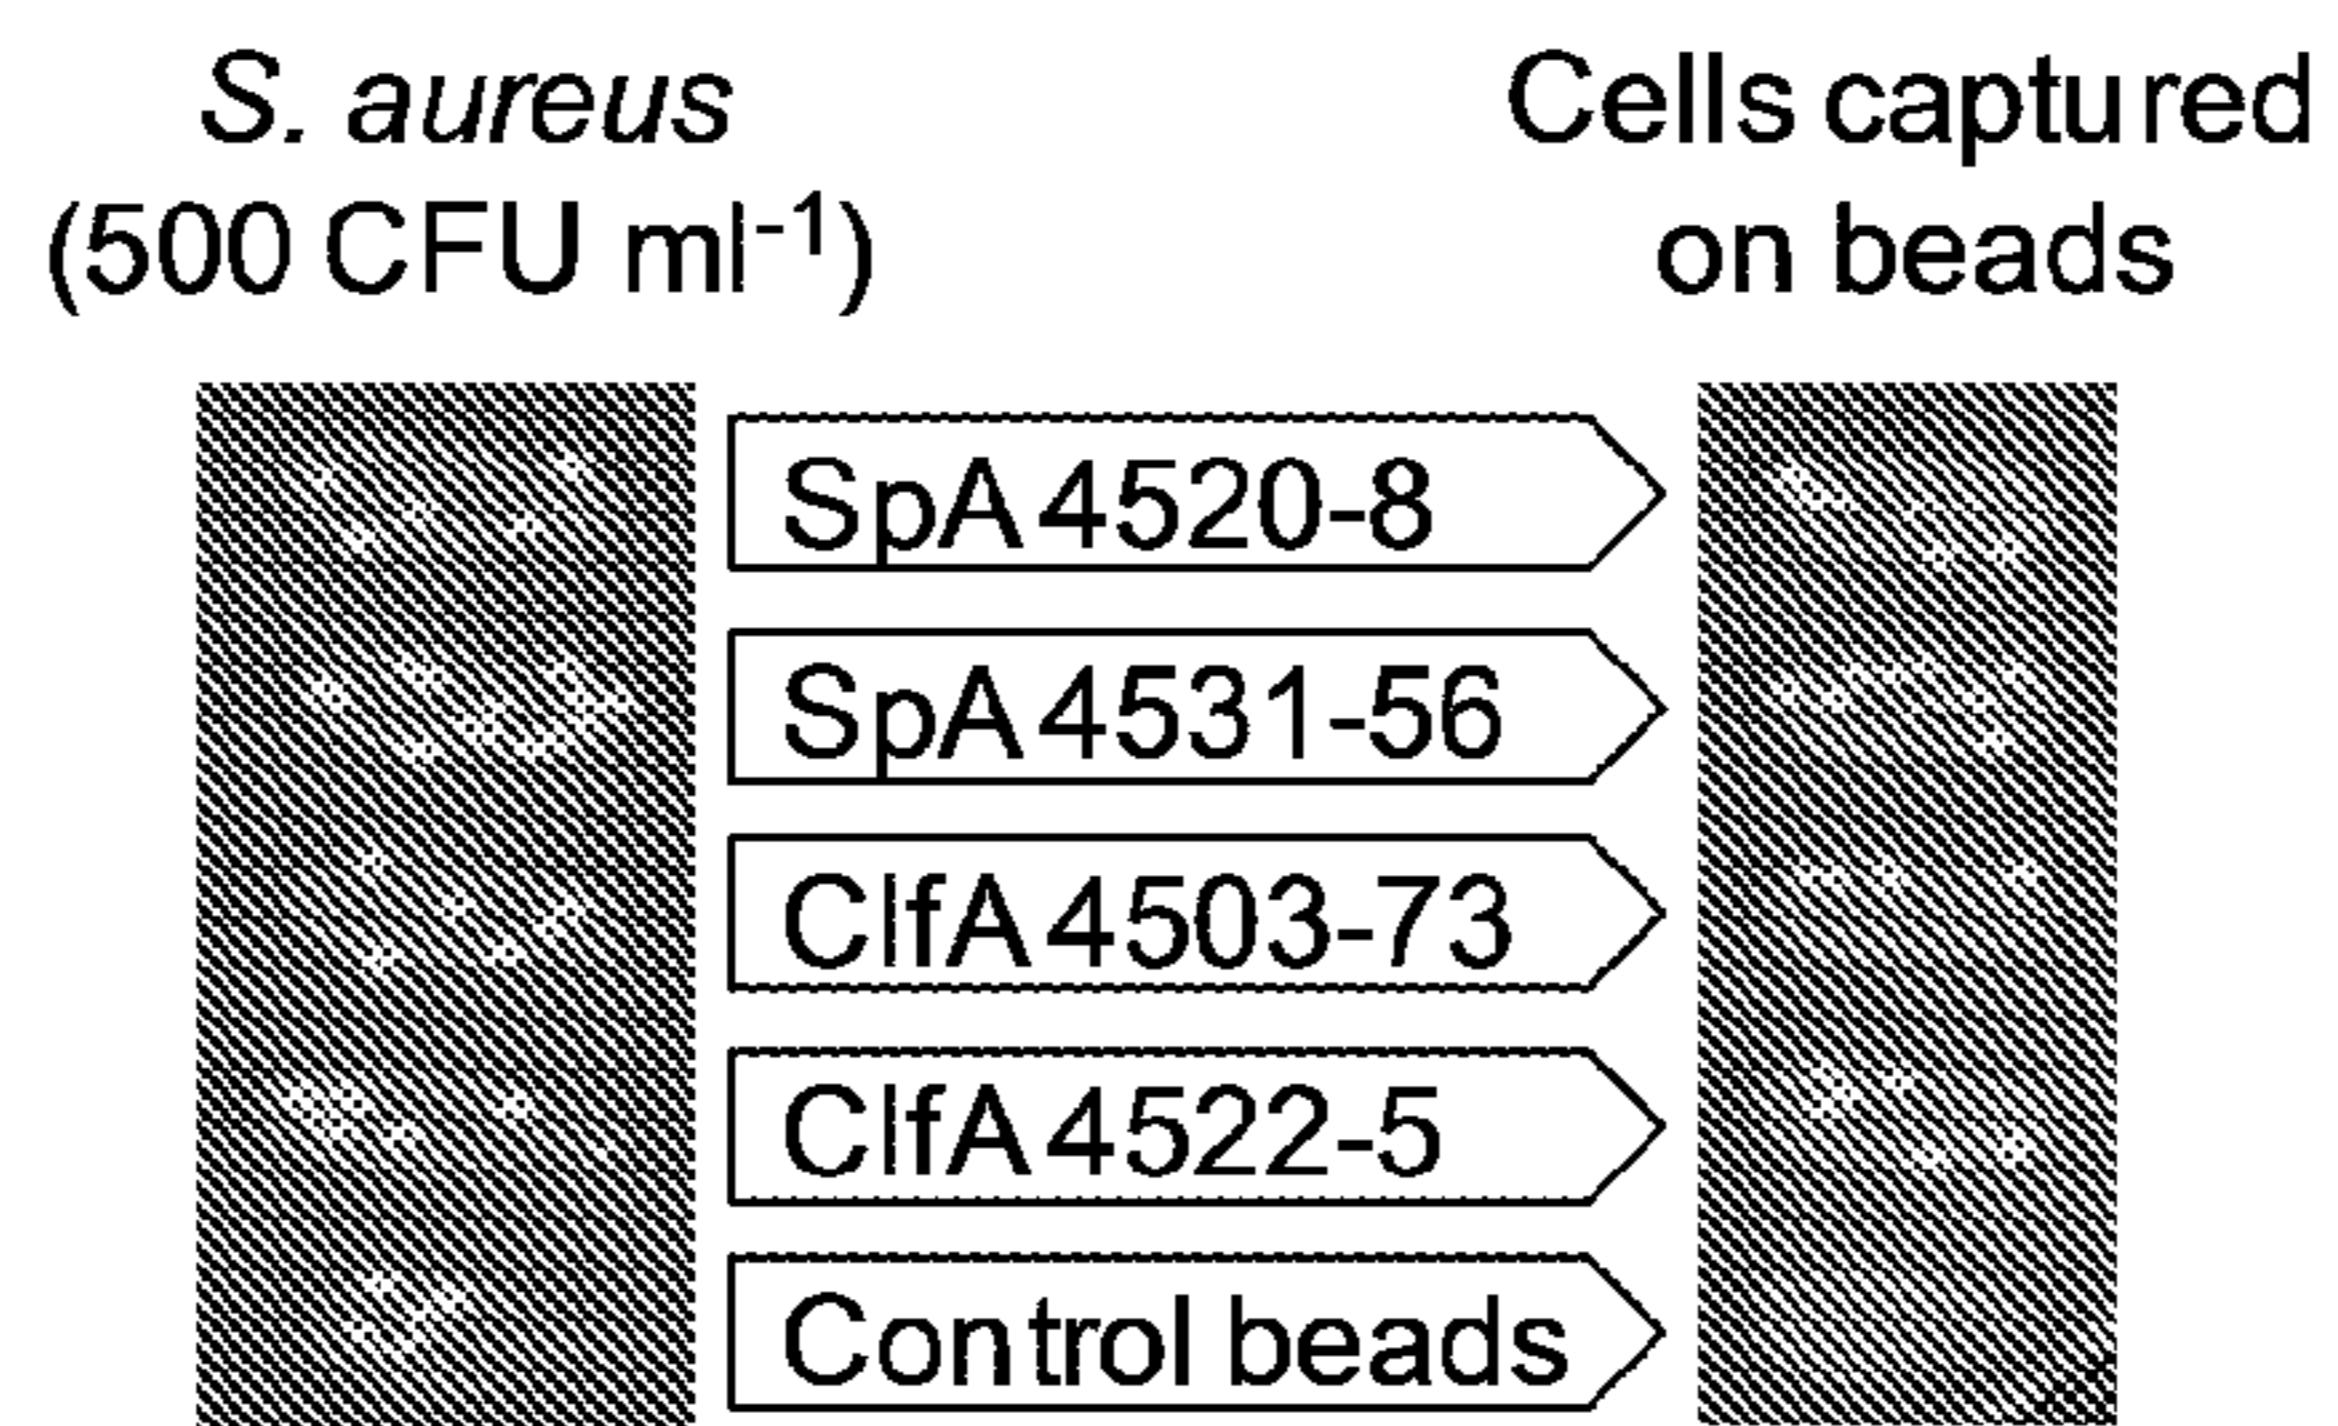 S. aureus
(500 CFU ml⁻¹)
Cells captured
on beads
SpA 4520-8
SpA 4531-56
ClfA 4503-73
ClfA 4522-5
Control beads